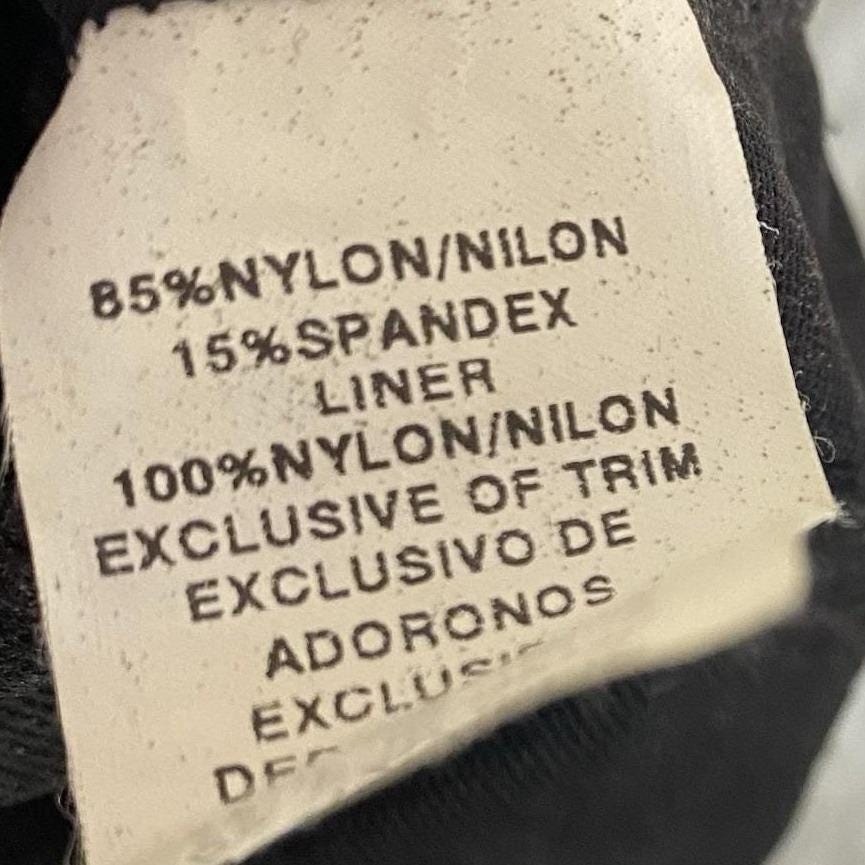 85%NYLON/NILON
15%SPANDEX
LINER
100%NYLON/NILON
EXCLUSIVE OF TRIM
EXCLUSIVO DE
ADORONOS